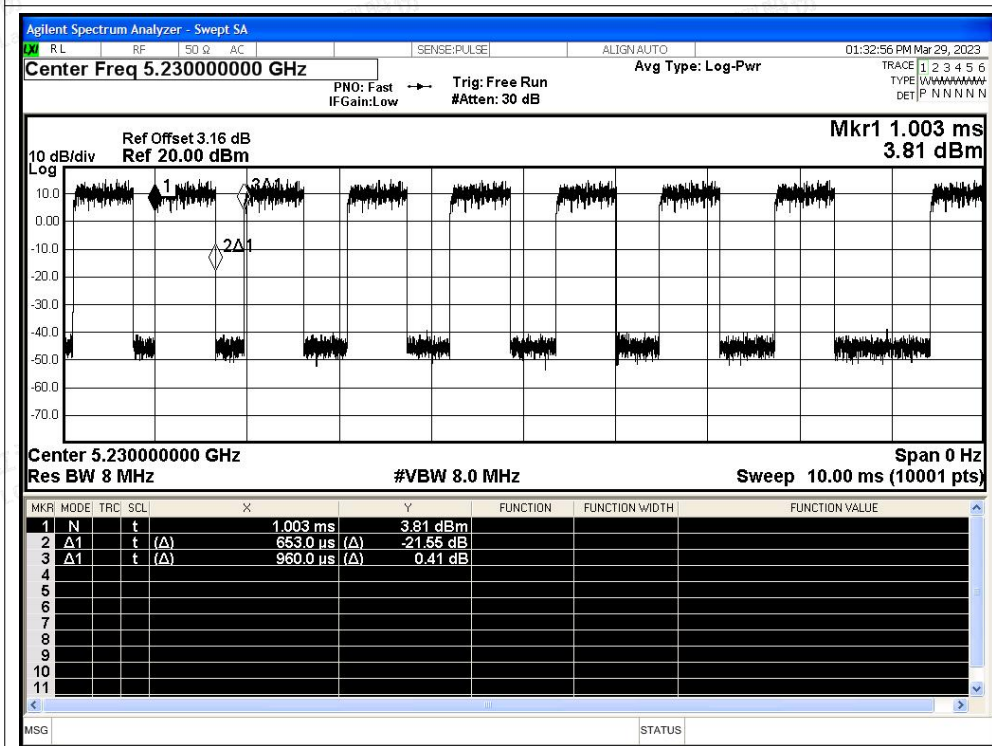 Agilent Spectrum Analyzer - Swept SA
LXI RL RF 50 Ω AC SENSE:PULSE ALIGN AUTO 01:32:56 PM Mar 29, 2023
Center Freq 5.230000000 GHz
PNO: Fast
IFGain:Low
Trig: Free Run
#Atten: 30 dB
Avg Type: Log-Pwr
TRACE 1 2 3 4 5 6
TYPE WWWWWW
DET P N N N N N
Ref Offset 3.16 dB
10 dB/div Ref 20.00 dBm
Log
Mkr1 1.003 ms
3.81 dBm
10.0
0.00
-10.0
-20.0
-30.0
-40.0
-50.0
-60.0
-70.0
1
3Δ1
2Δ1
Center 5.230000000 GHz Span 0 Hz
Res BW 8 MHz #VBW 8.0 MHz Sweep 10.00 ms (10001 pts)
MKR MODE TRC SCL X Y FUNCTION FUNCTION WIDTH FUNCTION VALUE
1 N t 1.003 ms 3.81 dBm
2 Δ1 t (Δ) 653.0 µs (Δ) -21.55 dB
3 Δ1 t (Δ) 960.0 µs (Δ) 0.41 dB
4
5
6
7
8
9
10
11
MSG STATUS